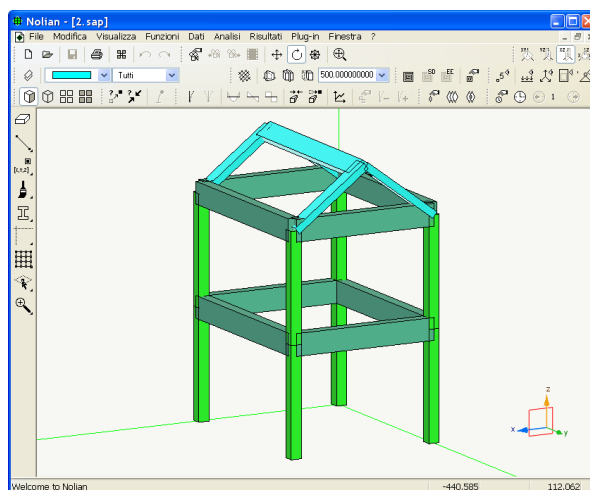 Nolian - [2.sap]
File Modifica Visualizza Funzioni Dati Analisi Risultati Plug-in Finestra ?
Tutti 500.000000000
1
[X,Y,Z]
z
x y
Welcome to Nolian -440.585 112.062